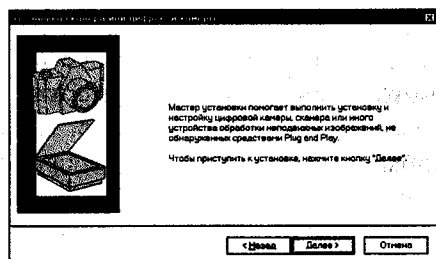 Мастер установки помогает выполнить установку и
настройку цифровой камеры, сканера или иного
устройства обработки неподвижных изображений, не
обнаруженных средствами Plug and Play.
Чтобы приступить к установке, нажмите кнопку "Далее".
< Назад
Далее >
Отмена